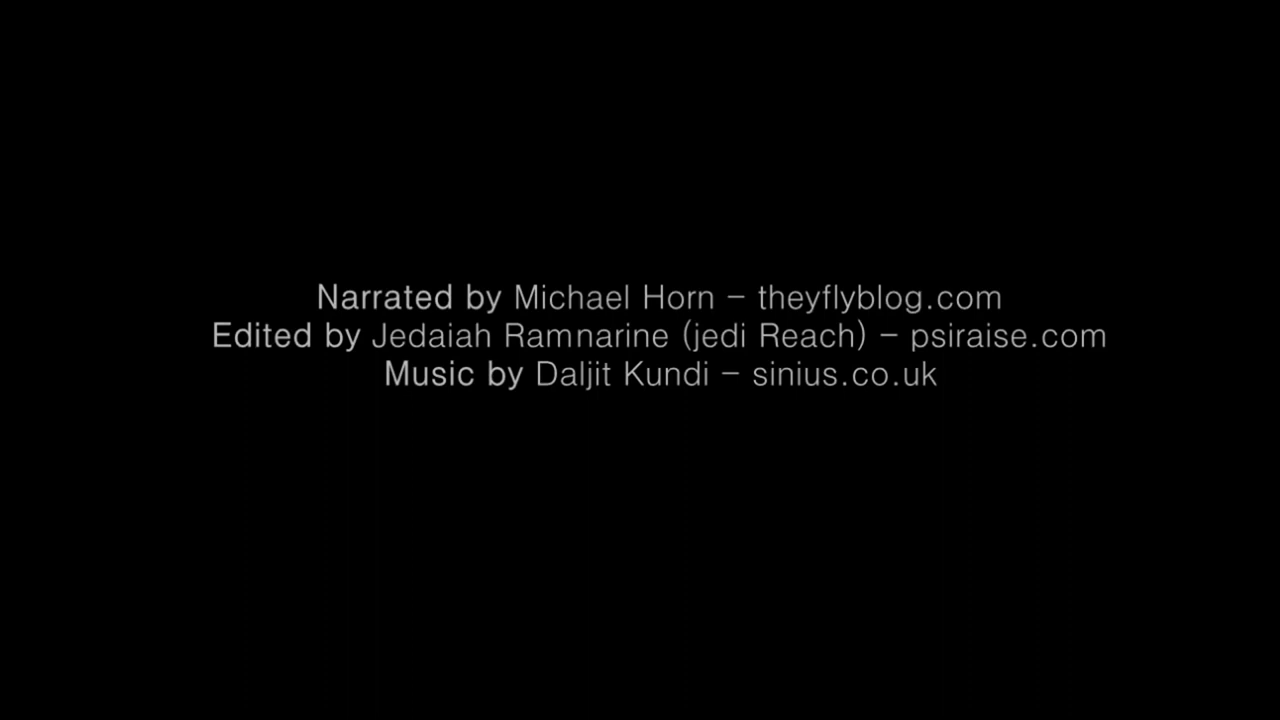 Narrated by Michael Horn – theyflyblog.com
Edited by Jedaiah Ramnarine (jedi Reach) – psiraise.com
Music by Daljit Kundi – sinius.co.uk